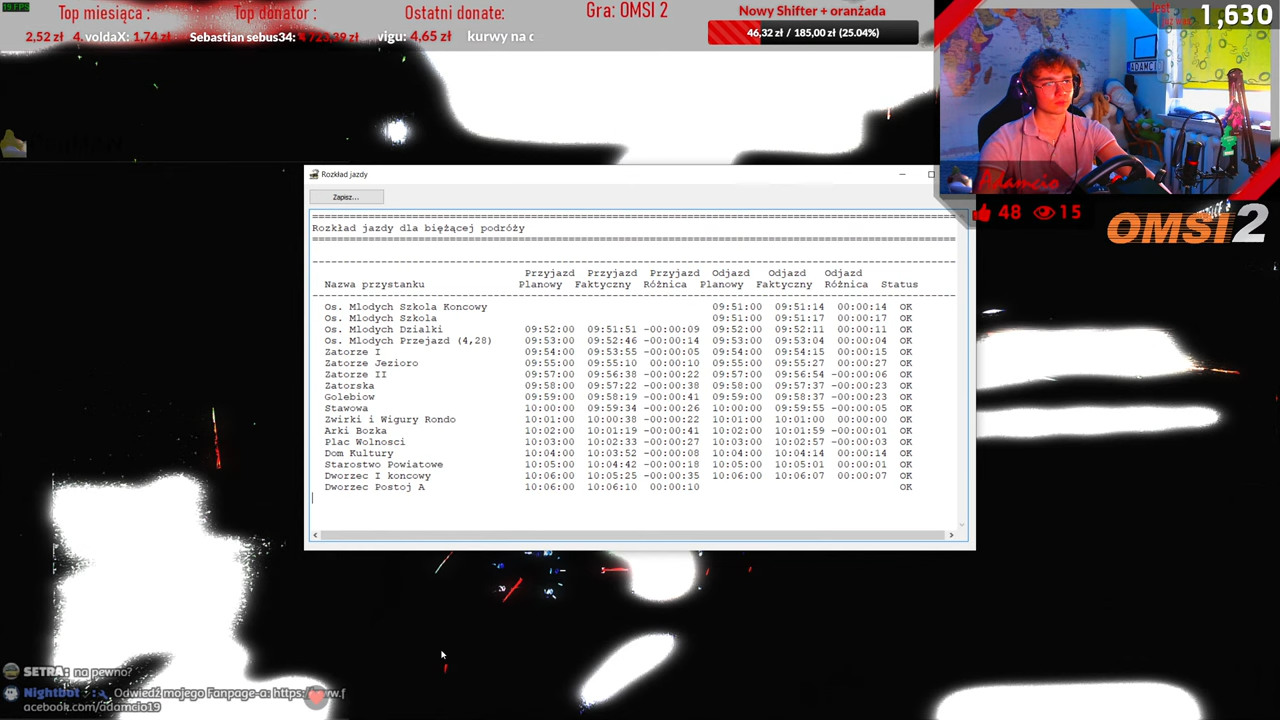 19 FPS
Top miesiąca :
Top donator :
Ostatni donate:
Gra: OMSI 2
Nowy Shifter + oranżada
1,630
2,52 zł 4. voldaX: 1,74 zł
Sebastian sebus34:
vigu: 4,65 zł
kurwy na
46,32 zł / 185,00 zł (25.04%)
ADAMCIO
Adamcio
48
15
OMSI 2
Rozkład jazdy
Zapisz...
Rozkład jazdy dla bieżącej podróży
Przyjazd Przyjazd Przyjazd Odjazd Odjazd Odjazd
Nazwa przystanku Planowy Faktyczny Różnica Planowy Faktyczny Różnica Status
Os. Mlodych Szkola Koncowy 09:51:00 09:51:14 00:00:14 OK
Os. Mlodych Szkola 09:51:00 09:51:17 00:00:17 OK
Os. Mlodych Dzialki 09:52:00 09:51:51 -00:00:09 09:52:00 09:52:11 00:00:11 OK
Os. Mlodych Przejazd (4,28) 09:53:00 09:52:46 -00:00:14 09:53:00 09:53:04 00:00:04 OK
Zatorze I 09:54:00 09:53:55 -00:00:05 09:54:00 09:54:15 00:00:15 OK
Zatorze Jezioro 09:55:00 09:55:10 00:00:10 09:55:00 09:55:27 00:00:27 OK
Zatorze II 09:57:00 09:56:38 -00:00:22 09:57:00 09:56:54 -00:00:06 OK
Zatorska 09:58:00 09:57:22 -00:00:38 09:58:00 09:57:37 -00:00:23 OK
Golebiow 09:59:00 09:58:19 -00:00:41 09:59:00 09:58:37 -00:00:23 OK
Stawowa 10:00:00 09:59:34 -00:00:26 10:00:00 09:59:55 -00:00:05 OK
Zwirki i Wigury Rondo 10:01:00 10:00:38 -00:00:22 10:01:00 10:01:00 00:00:00 OK
Arki Bozka 10:02:00 10:01:19 -00:00:41 10:02:00 10:01:59 -00:00:01 OK
Plac Wolnosci 10:03:00 10:02:33 -00:00:27 10:03:00 10:02:57 -00:00:03 OK
Dom Kultury 10:04:00 10:03:52 -00:00:08 10:04:00 10:04:14 00:00:14 OK
Starostwo Powiatowe 10:05:00 10:04:42 -00:00:18 10:05:00 10:05:01 00:00:01 OK
Dworzec I koncowy 10:06:00 10:05:25 -00:00:35 10:06:00 10:06:07 00:00:07 OK
Dworzec Postoj A 10:06:00 10:06:10 00:00:10 OK
SETRA: na pewno?
Nightbot : Odwiedź mojego Fanpage-a: https://www.f
acebook.com/adamcio19